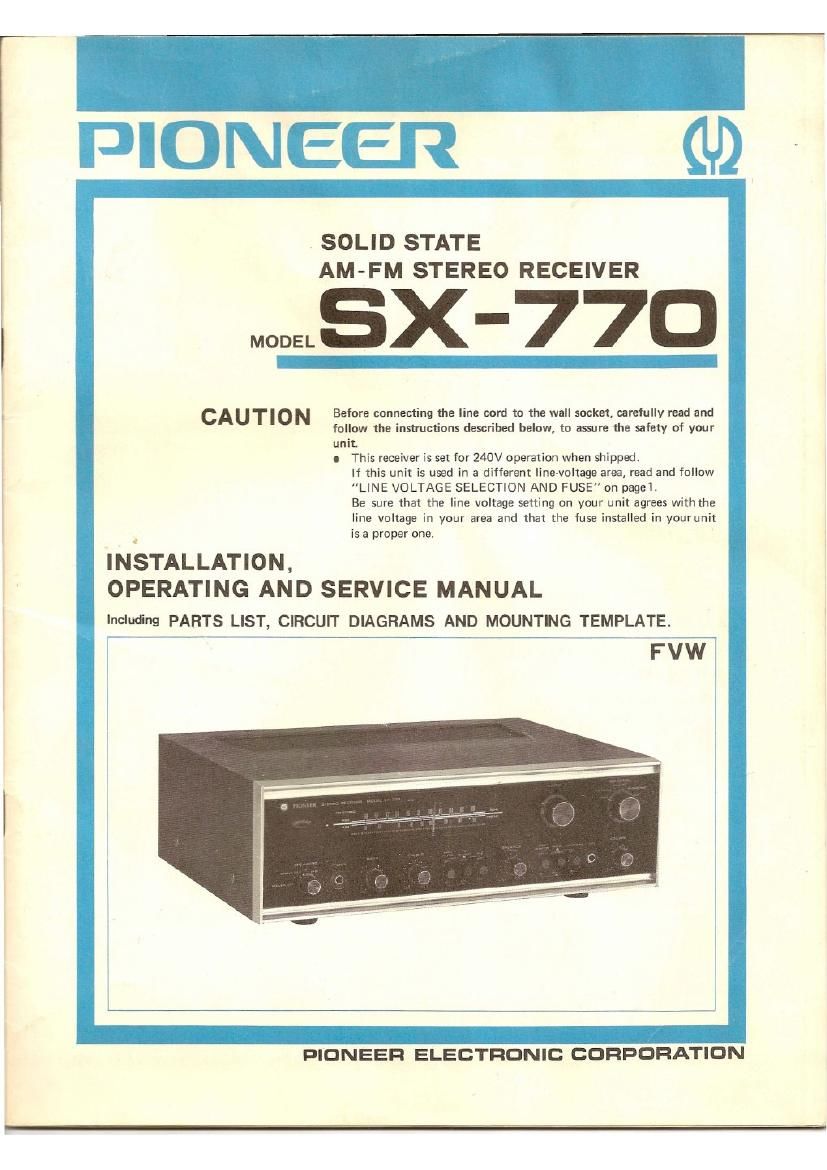 PIONEER
SOLID STATE
AM-FM STEREO RECEIVER
MODEL SX-770
CAUTION
Before connecting the line cord to the wall socket, carefully read and
follow the instructions described below, to assure the safety of your
unit.
• This receiver is set for 240V operation when shipped.
If this unit is used in a different line-voltage area, read and follow
"LINE VOLTAGE SELECTION AND FUSE" on page 1.
Be sure that the line voltage setting on your unit agrees with the
line voltage in your area and that the fuse installed in your unit
is a proper one.
INSTALLATION,
OPERATING AND SERVICE MANUAL
Including PARTS LIST, CIRCUIT DIAGRAMS AND MOUNTING TEMPLATE.
FVW
PIONEER
PIONEER ELECTRONIC CORPORATION